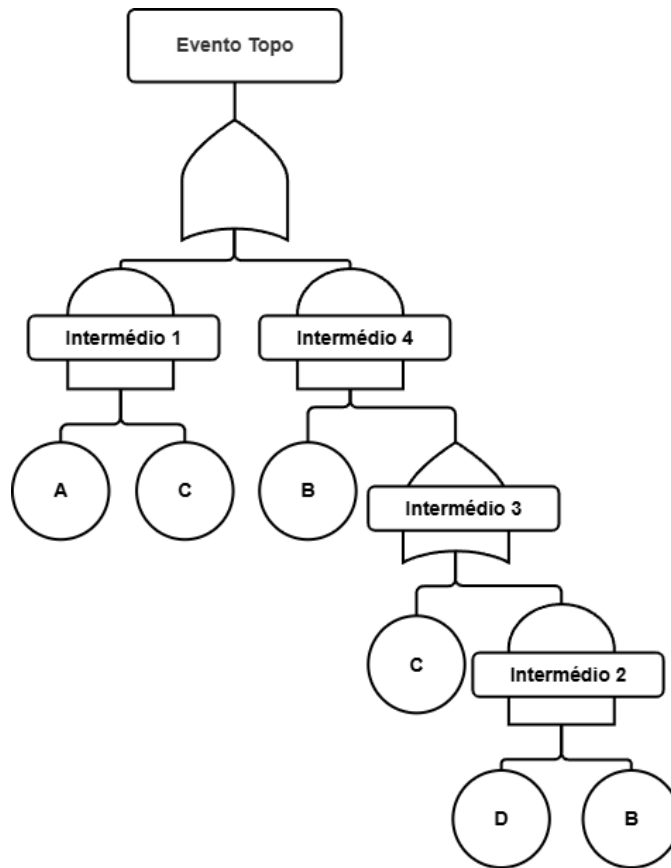 Evento Topo
Intermédio 1
Intermédio 4
A
C
B
Intermédio 3
C
Intermédio 2
D
B